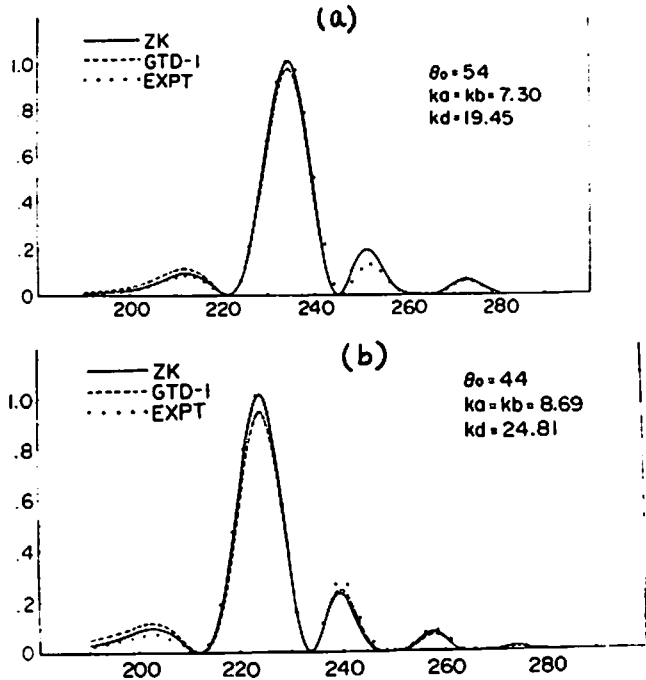 (a)
ZK
GTD-1
EXPT
θ₀=54
ka=kb=7.30
kd=19.45
1.0
.8
.6
.4
.2
0
200 220 240 260 280
(b)
ZK
GTD-1
EXPT
θ₀=44
ka=kb=8.69
kd=24.81
1.0
.8
.6
.4
.2
0
200 220 240 260 280